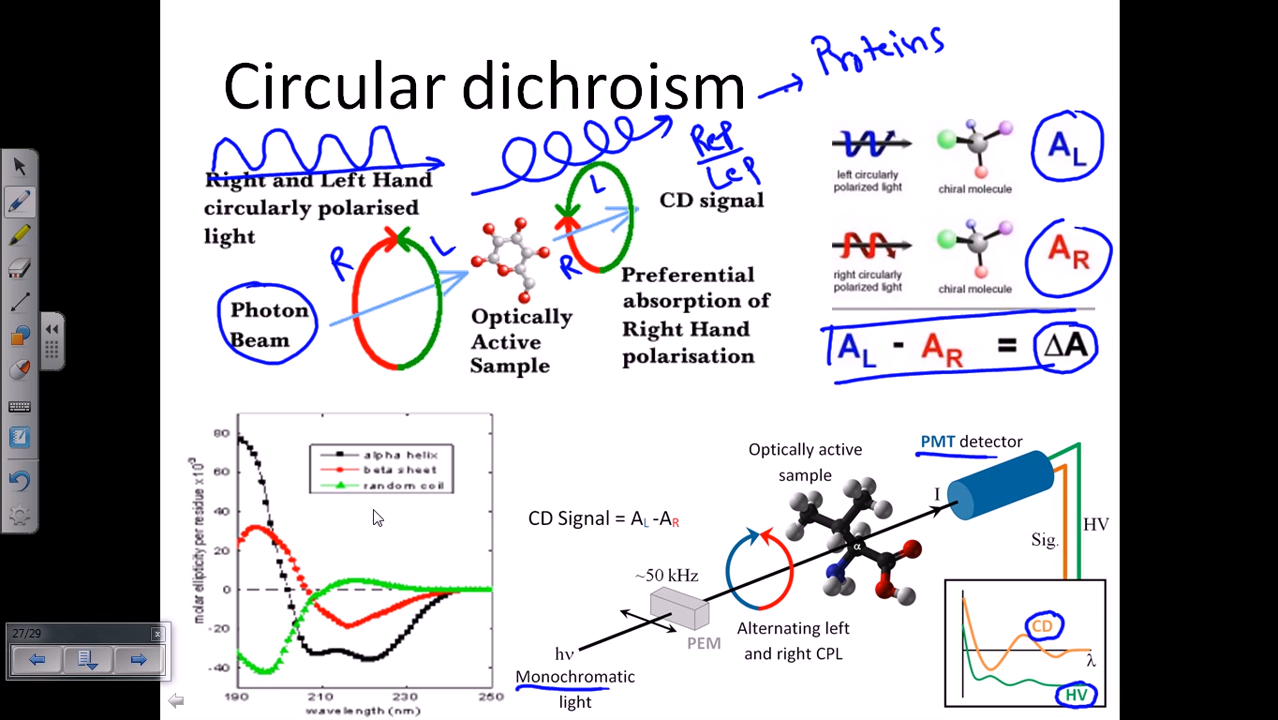 Circular dichroism
Proteins
Right and Left Hand
circularly polarised
light
RCP
LCP
CD signal
R
L
L
R
Photon
Beam
Optically
Active
Sample
Preferential
absorption of
Right Hand
polarisation
left circularly
polarized light
chiral molecule
AL
right circularly
polarized light
chiral molecule
AR
AL - AR = ΔA
80
60
40
20
0
-20
-40
molar ellipticity per residue x10³
alpha helix
beta sheet
random coil
190 210 230 250
wavelength (nm)
PMT detector
Optically active
sample
CD Signal = AL -AR
I
Sig.
HV
α
~50 kHz
PEM
Alternating left
and right CPL
hν
Monochromatic
light
CD
λ
HV
27/29